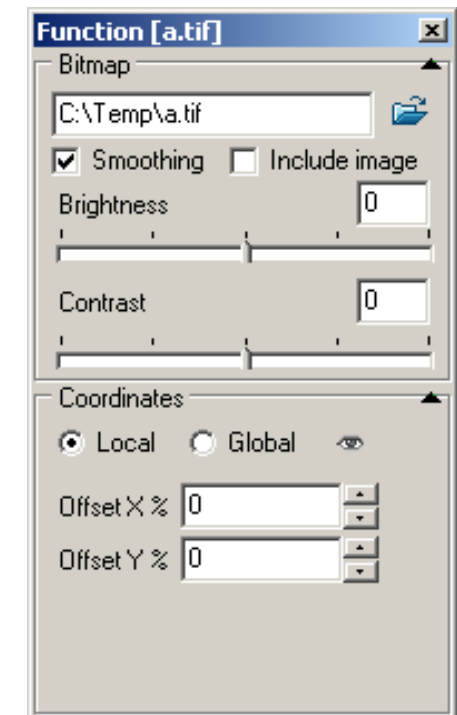 Function [a.tif]
Bitmap
C:\Temp\a.tif
Smoothing Include image
Brightness 0
Contrast 0
Coordinates
Local Global
Offset X % 0
Offset Y % 0